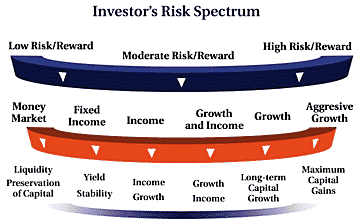 Investor's Risk Spectrum
Low Risk/Reward
Moderate Risk/Reward
High Risk/Reward
Money
Market
Fixed
Income
Income
Growth
and Income
Growth
Aggresive
Growth
Liquidity
Preservation
of Capital
Yield
Stability
Income
Growth
Growth
Income
Long-term
Capital
Growth
Maximum
Capital
Gains